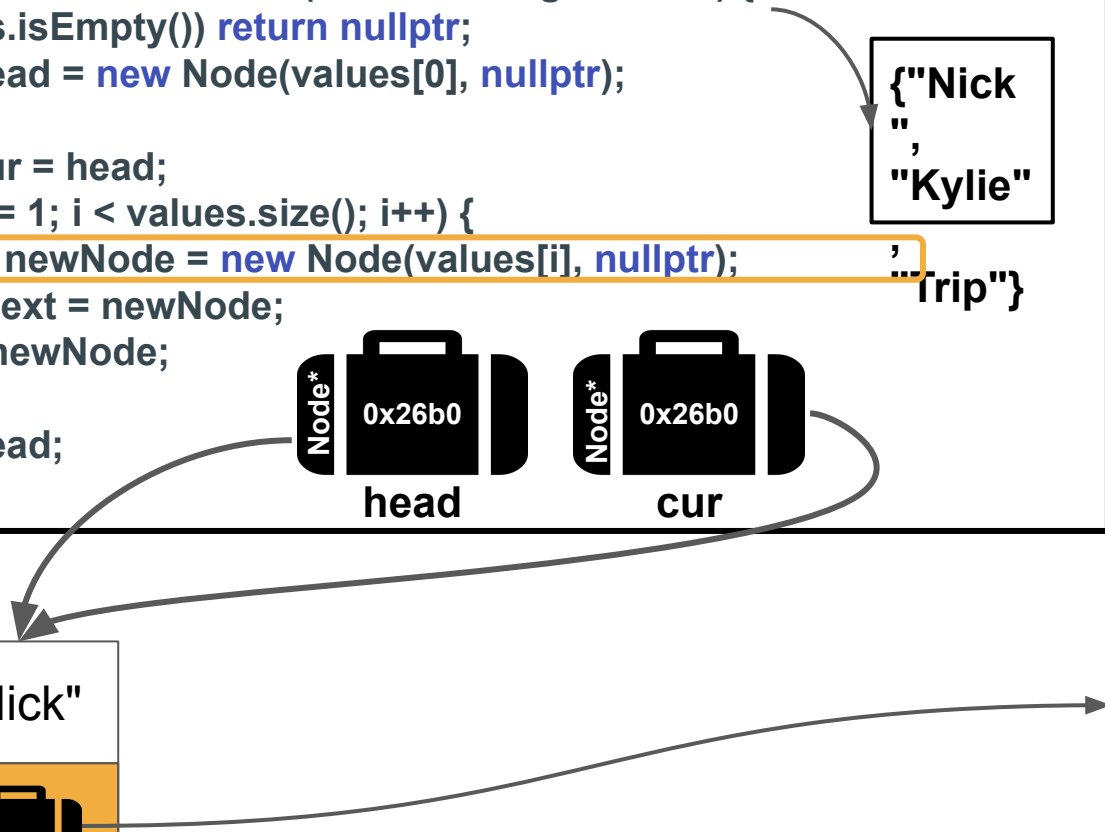 s.isEmpty()) return nullptr;
ead = new Node(values[0], nullptr);
ur = head;
= 1; i < values.size(); i++) {
newNode = new Node(values[i], nullptr);
ext = newNode;
newNode;
ead;
{"Nick
",
"Kylie"
,
"Trip"}
Node*
0x26b0
head
Node*
0x26b0
cur
lick"